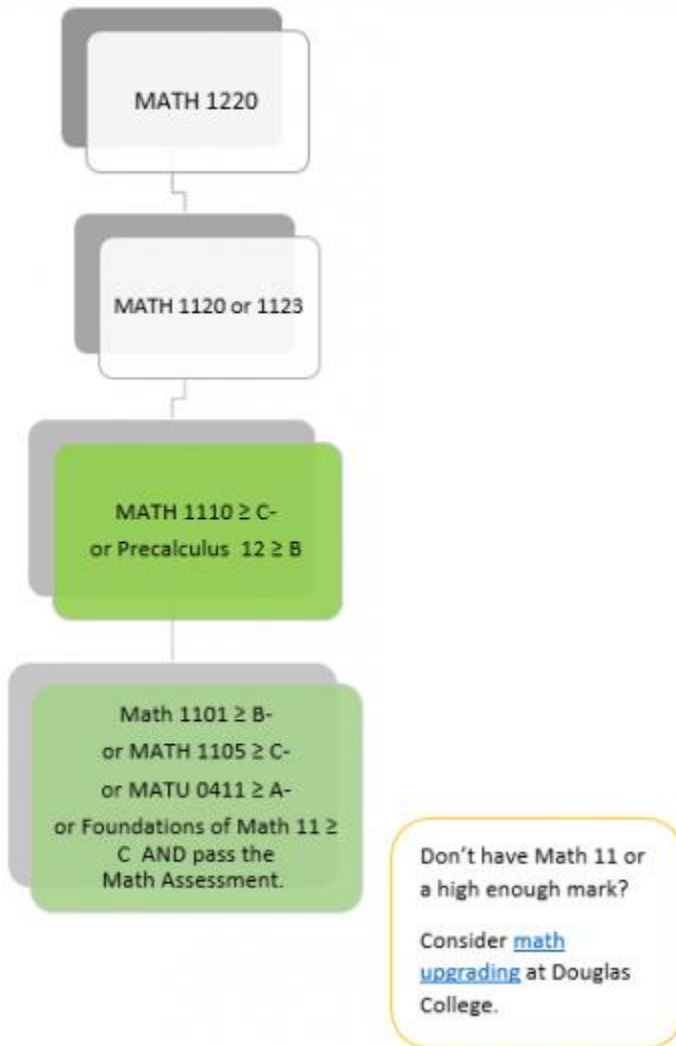 MATH 1220
MATH 1120 or 1123
MATH 1110 ≥ C-
or Precalculus 12 ≥ B
Math 1101 ≥ B-
or MATH 1105 ≥ C-
or MATU 0411 ≥ A-
or Foundations of Math 11 ≥
C AND pass the
Math Assessment.
Don't have Math 11 or
a high enough mark?
Consider math
upgrading at Douglas
College.